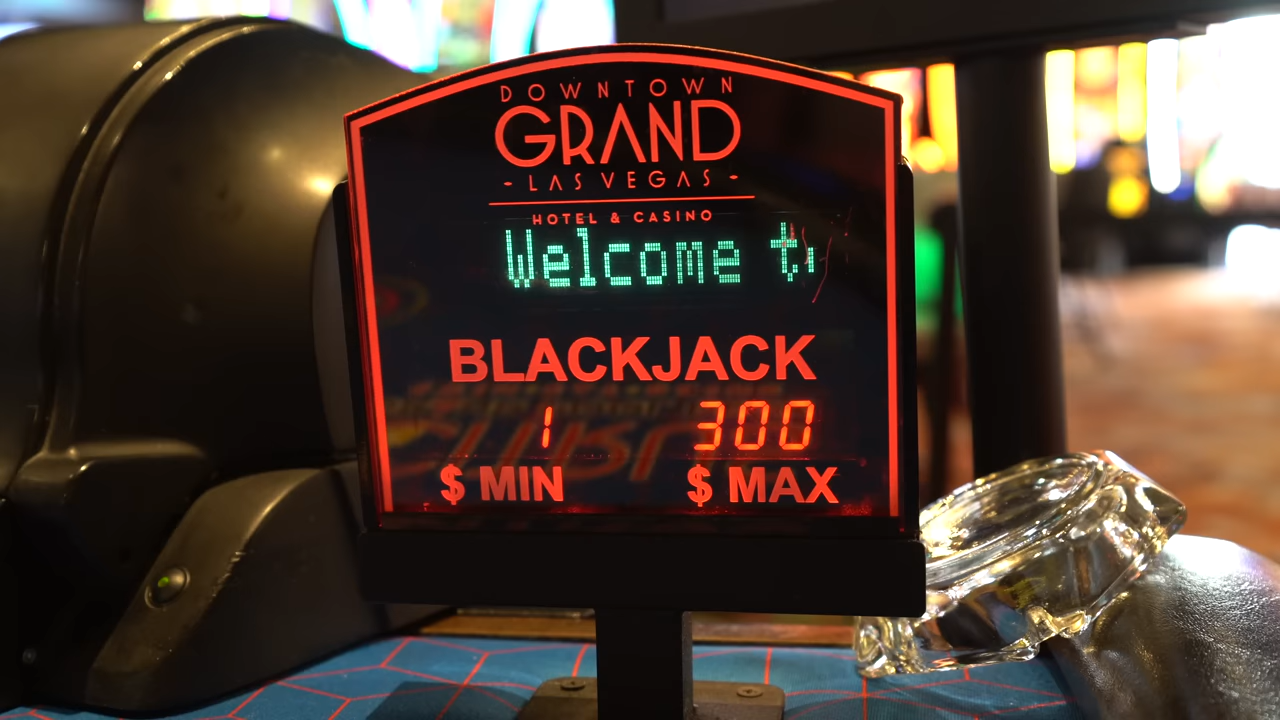 DOWNTOWN
GRAND
- LAS VEGAS -
HOTEL & CASINO
Welcome
BLACKJACK
1 300
$ MIN $ MAX